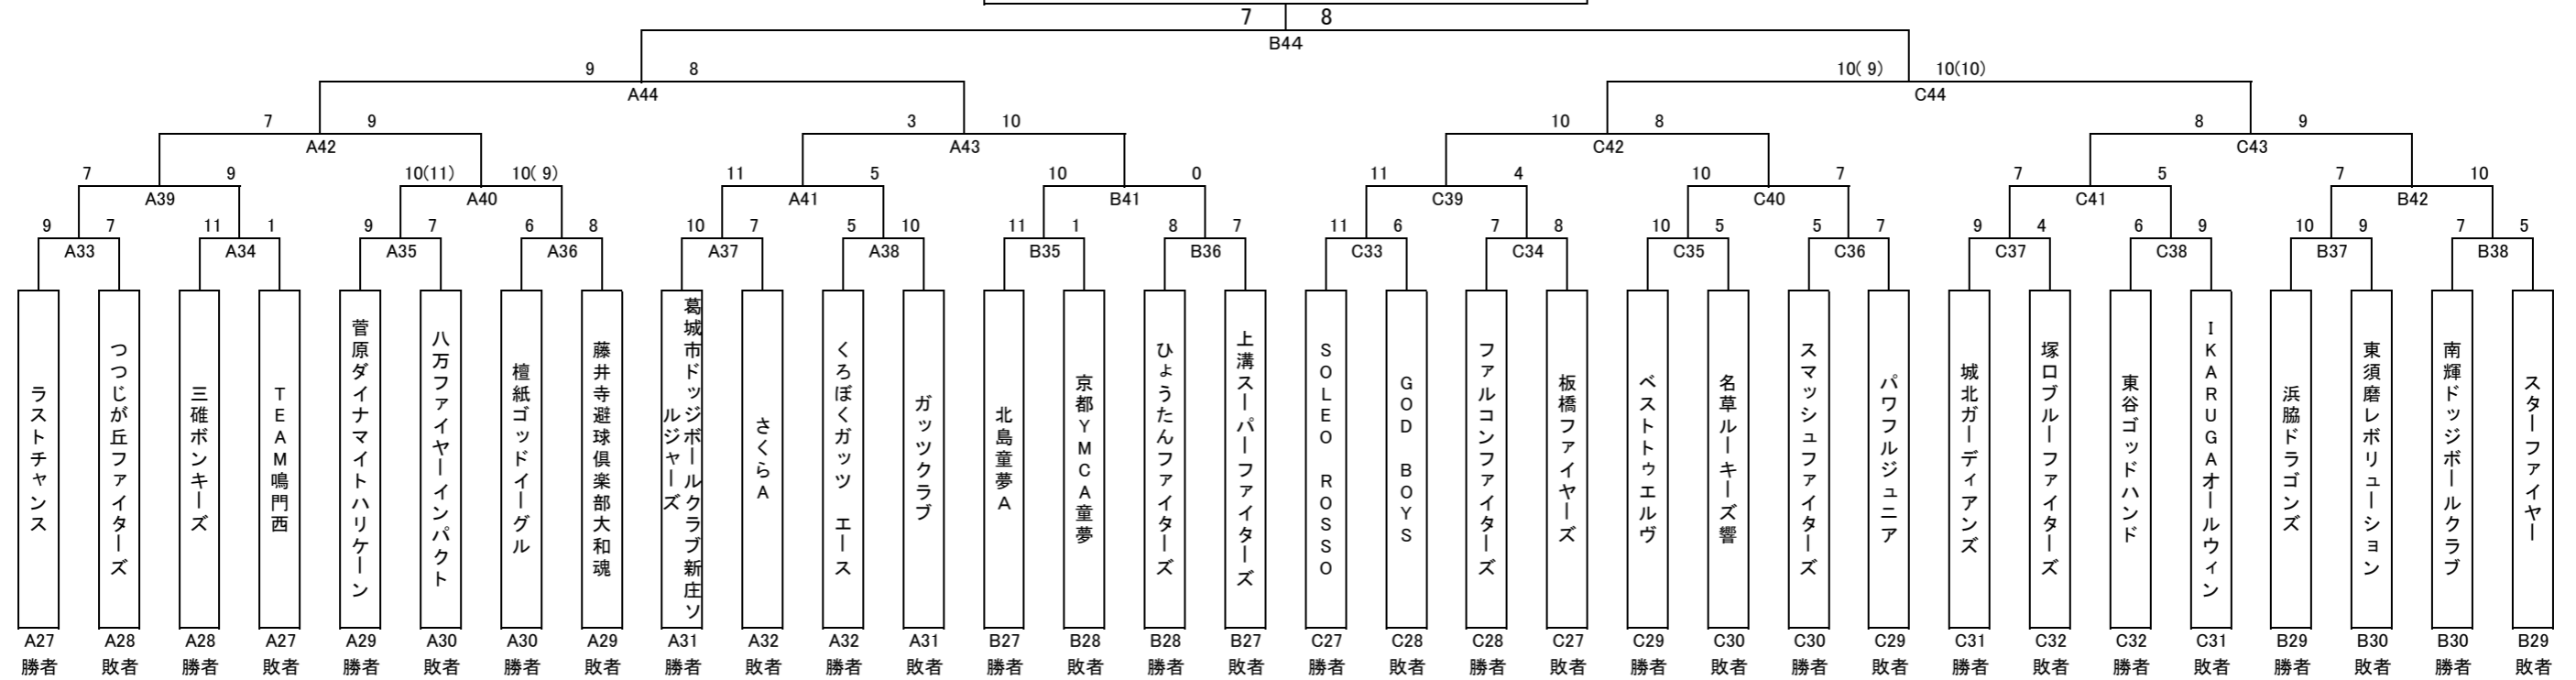 7 8
B44
9 8 10( 9) 10(10)
A44 C44
7 9 3 10 10 8 8 9
A42 A43 C42 C43
7 9 10(11) 10( 9) 11 5 10 0 11 4 10 7 7 5 7 10
A39 A40 A41 B41 C39 C40 C41 B42
9 7 11 1 9 7 6 8 10 7 5 10 11 1 8 7 11 6 7 8 10 5 5 7 9 4 6 9 10 9 7 5
A33 A34 A35 A36 A37 A38 B35 B36 C33 C34 C35 C36 C37 C38 B37 B38
ラストチャンス
つつじが丘ファイターズ
三碓ボンキーズ
TEAM鳴門西
菅原ダイナマイトハリケーン
八万ファイヤーインパクト
檀紙ゴッドイーグル
藤井寺避球倶楽部大和魂
葛城市ドッジボールクラブ新庄ソ
ルジャーズ
さくらA
くろぼくガッツ エース
ガッツクラブ
北島童夢A
京都YMCA童夢
ひょうたんファイターズ
上溝スーパーファイターズ
SOLEO ROSSO
GOD BOYS
ファルコンファイターズ
板橋ファイヤーズ
ベストトゥエルヴ
名草ルーキーズ響
スマッシュファイターズ
パワフルジュニア
城北ガーディアンズ
塚口ブルーファイターズ
東谷ゴッドハンド
IKARUGAオールウィン
浜脇ドラゴンズ
東須磨レボリューション
南輝ドッジボールクラブ
スターファイヤー
A27 A28 A28 A27 A29 A30 A30 A29 A31 A32 A32 A31 B27 B28 B28 B27 C27 C28 C28 C27 C29 C30 C30 C29 C31 C32 C32 C31 B29 B30 B30 B29
勝者 敗者 勝者 敗者 勝者 敗者 勝者 敗者 勝者 敗者 勝者 敗者 勝者 敗者 勝者 敗者 勝者 敗者 勝者 敗者 勝者 敗者 勝者 敗者 勝者 敗者 勝者 敗者 勝者 敗者 勝者 敗者